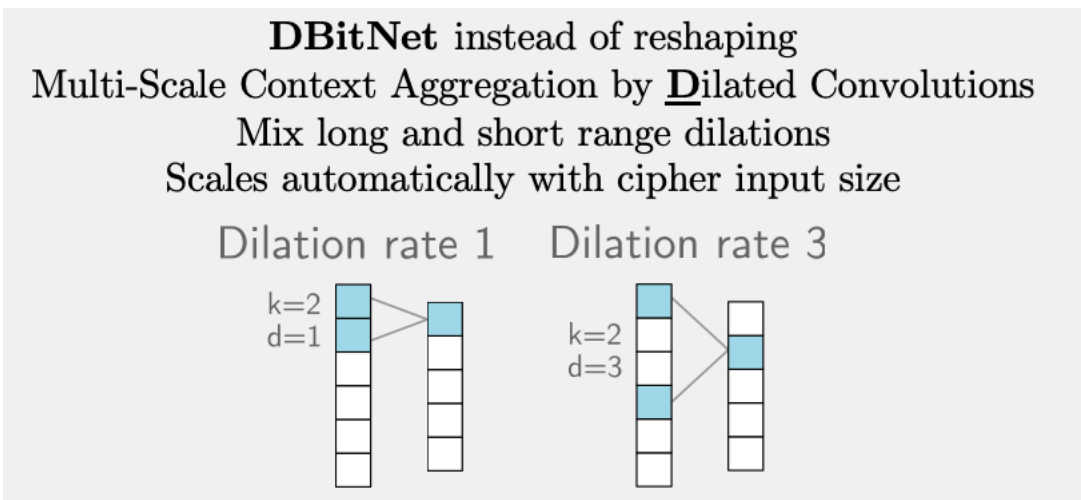 DBitNet instead of reshaping
Multi-Scale Context Aggregation by Dilated Convolutions
Mix long and short range dilations
Scales automatically with cipher input size
Dilation rate 1
k=2
d=1
Dilation rate 3
k=2
d=3